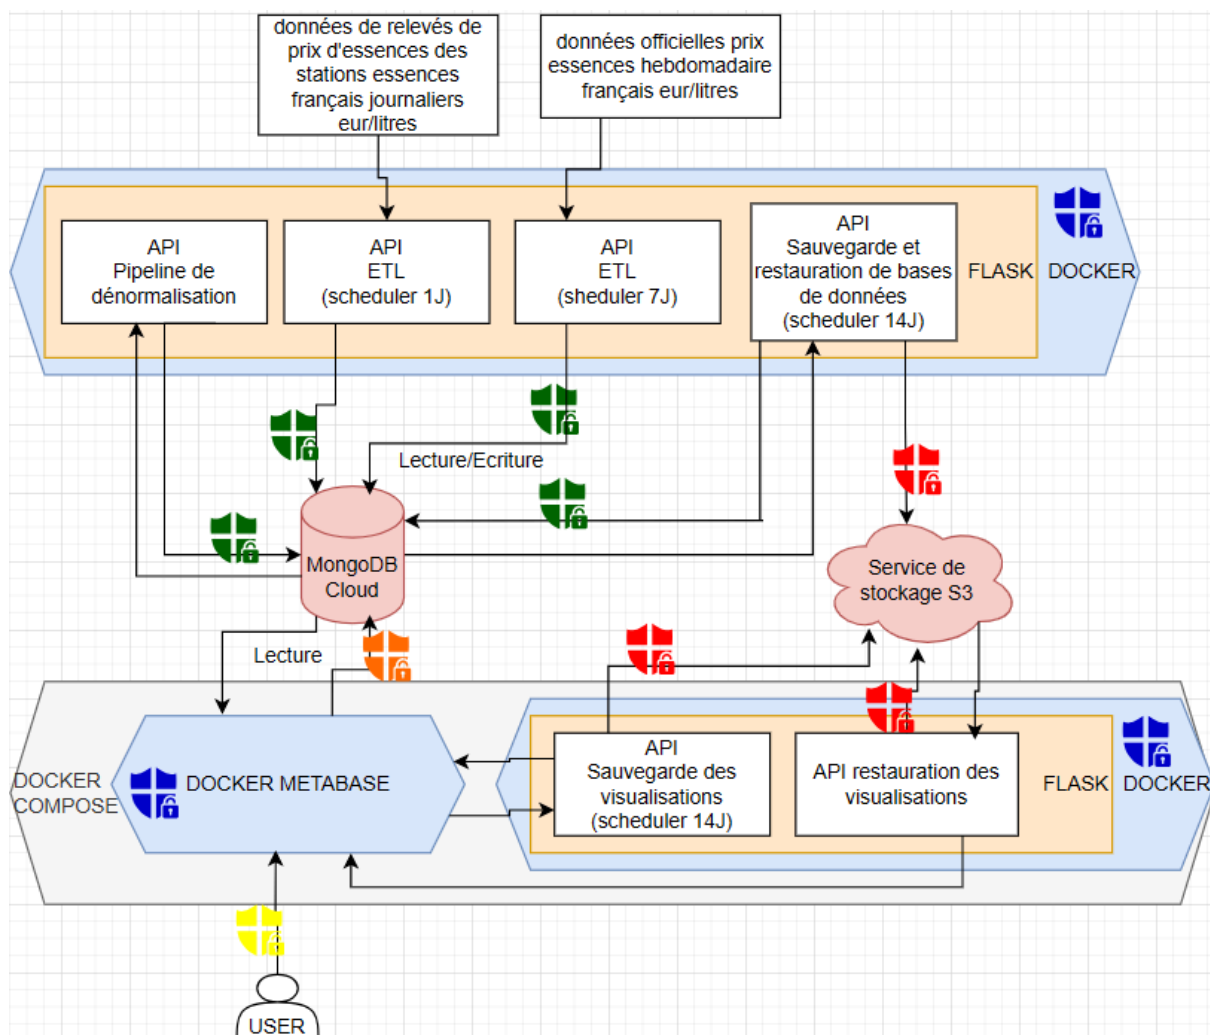 données de relevés de
prix d'essences des
stations essences
français journaliers
eur/litres
données officielles prix
essences hebdomadaire
français eur/litres
API
Pipeline de
dénormalisation
API
ETL
(scheduler 1J)
API
ETL
(sheduler 7J)
API
Sauvegarde et
restauration de bases
de données
(scheduler 14J)
FLASK
DOCKER
Lecture/Ecriture
MongoDB
Cloud
Service de
stockage S3
Lecture
DOCKER
COMPOSE
DOCKER METABASE
API
Sauvegarde des
visualisations
(scheduler 14J)
API restauration des
visualisations
FLASK
DOCKER
USER